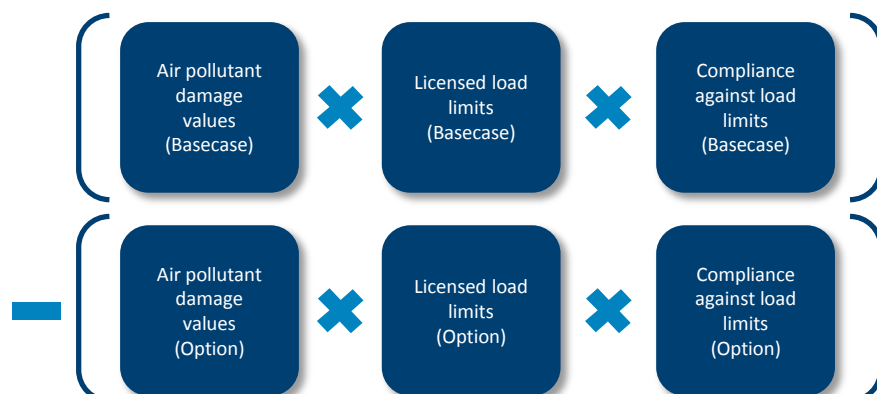 Air pollutant
damage
values
(Basecase)
Licensed load
limits
(Basecase)
Compliance
against load
limits
(Basecase)
Air pollutant
damage
values
(Option)
Licensed load
limits
(Option)
Compliance
against load
limits
(Option)